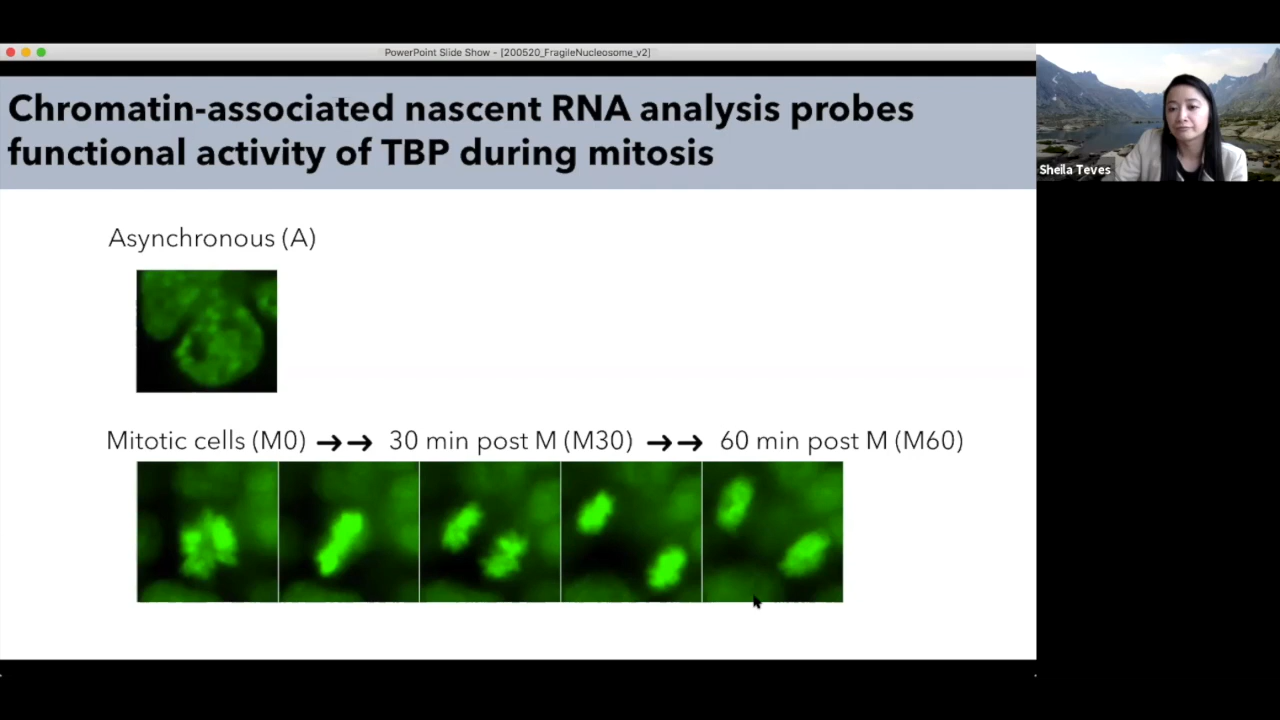 PowerPoint Slide Show - [200520_FragileNucleosome_v2]
Chromatin-associated nascent RNA analysis probes
functional activity of TBP during mitosis
Sheila Teves
Asynchronous (A)
Mitotic cells (M0) →→ 30 min post M (M30) →→ 60 min post M (M60)